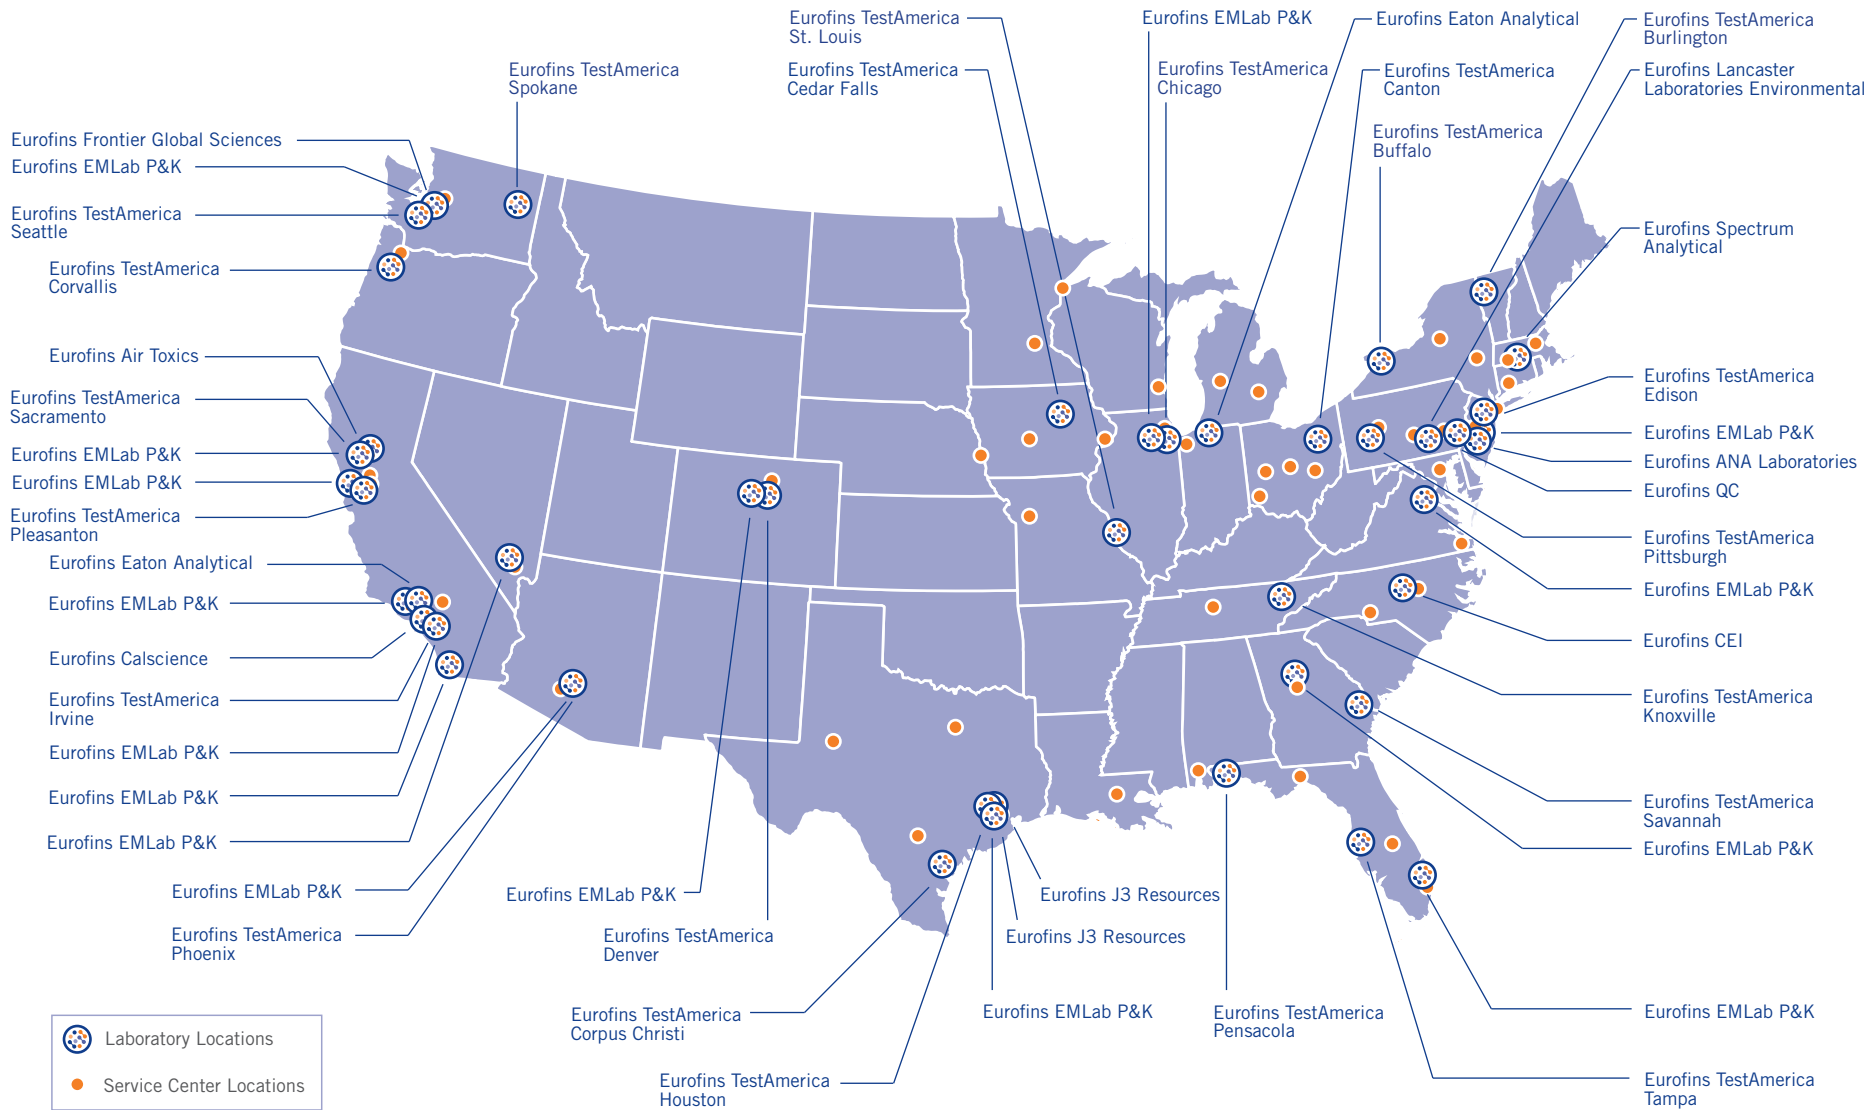 Eurofins TestAmerica
St. Louis
Eurofins EMLab P&K
Eurofins Eaton Analytical
Eurofins TestAmerica
Burlington
Eurofins TestAmerica
Spokane
Eurofins TestAmerica
Cedar Falls
Eurofins TestAmerica
Chicago
Eurofins TestAmerica
Canton
Eurofins Lancaster
Laboratories Environmental
Eurofins TestAmerica
Buffalo
Eurofins Frontier Global Sciences
Eurofins EMLab P&K
Eurofins TestAmerica
Seattle
Eurofins Spectrum
Analytical
Eurofins TestAmerica
Corvallis
Eurofins Air Toxics
Eurofins TestAmerica
Sacramento
Eurofins TestAmerica
Edison
Eurofins EMLab P&K
Eurofins EMLab P&K
Eurofins ANA Laboratories
Eurofins EMLab P&K
Eurofins QC
Eurofins TestAmerica
Pleasanton
Eurofins TestAmerica
Pittsburgh
Eurofins Eaton Analytical
Eurofins EMLab P&K
Eurofins EMLab P&K
Eurofins CEI
Eurofins Calscience
Eurofins TestAmerica
Irvine
Eurofins TestAmerica
Knoxville
Eurofins EMLab P&K
Eurofins EMLab P&K
Eurofins TestAmerica
Savannah
Eurofins EMLab P&K
Eurofins EMLab P&K
Eurofins EMLab P&K
Eurofins EMLab P&K
Eurofins J3 Resources
Eurofins TestAmerica
Phoenix
Eurofins TestAmerica
Denver
Eurofins J3 Resources
Eurofins TestAmerica
Corpus Christi
Eurofins EMLab P&K
Eurofins TestAmerica
Pensacola
Eurofins EMLab P&K
Laboratory Locations
Service Center Locations
Eurofins TestAmerica
Houston
Eurofins TestAmerica
Tampa